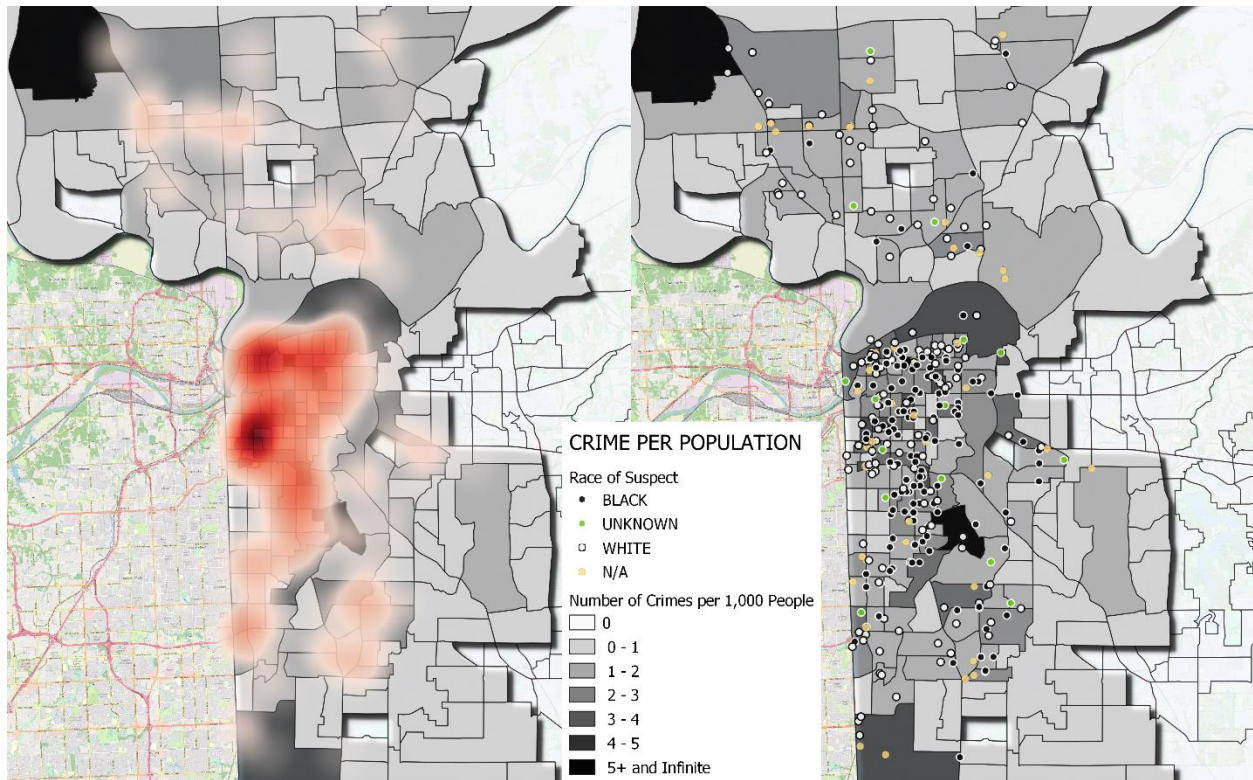 CRIME PER POPULATION
Race of Suspect
BLACK
UNKNOWN
WHITE
N/A
Number of Crimes per 1,000 People
0
0 - 1
1 - 2
2 - 3
3 - 4
4 - 5
5+ and Infinite